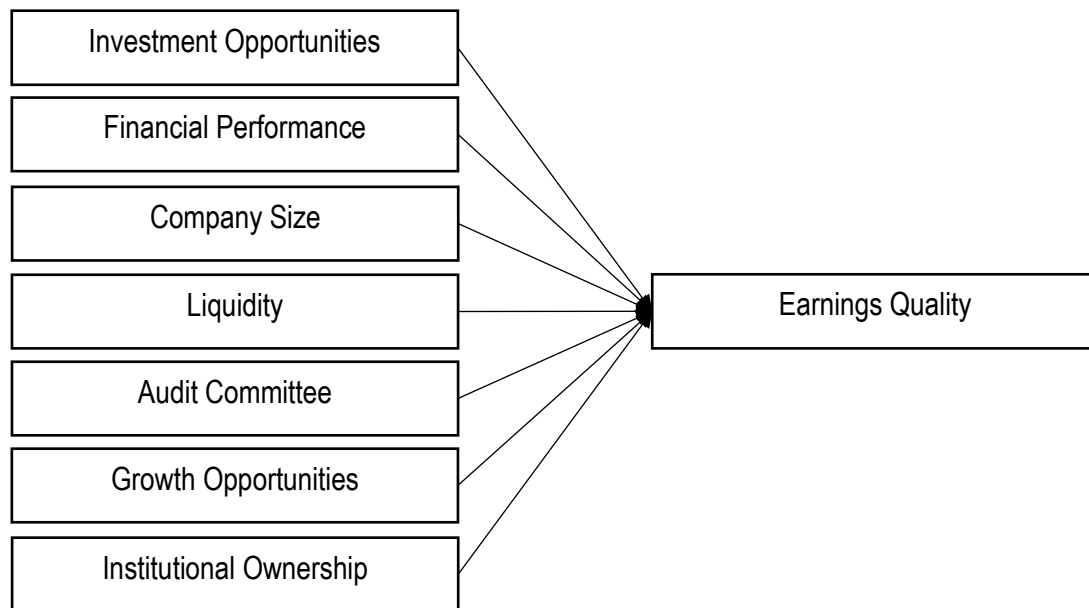 Investment Opportunities
Financial Performance
Company Size
Liquidity
Earnings Quality
Audit Committee
Growth Opportunities
Institutional Ownership